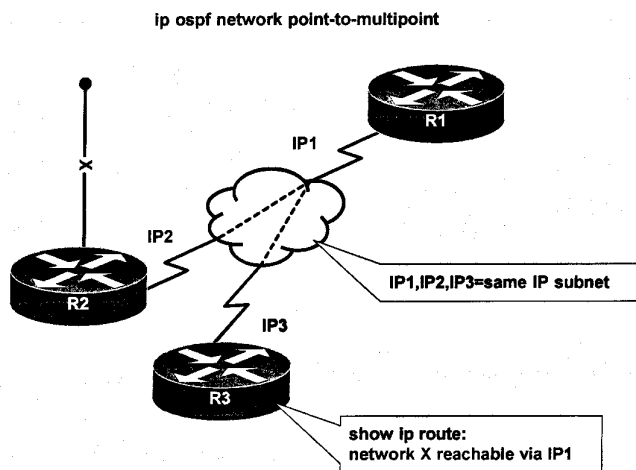 ip ospf network point-to-multipoint
R1
IP1
X
IP2
R2
IP1,IP2,IP3=same IP subnet
IP3
R3
show ip route:
network X reachable via IP1